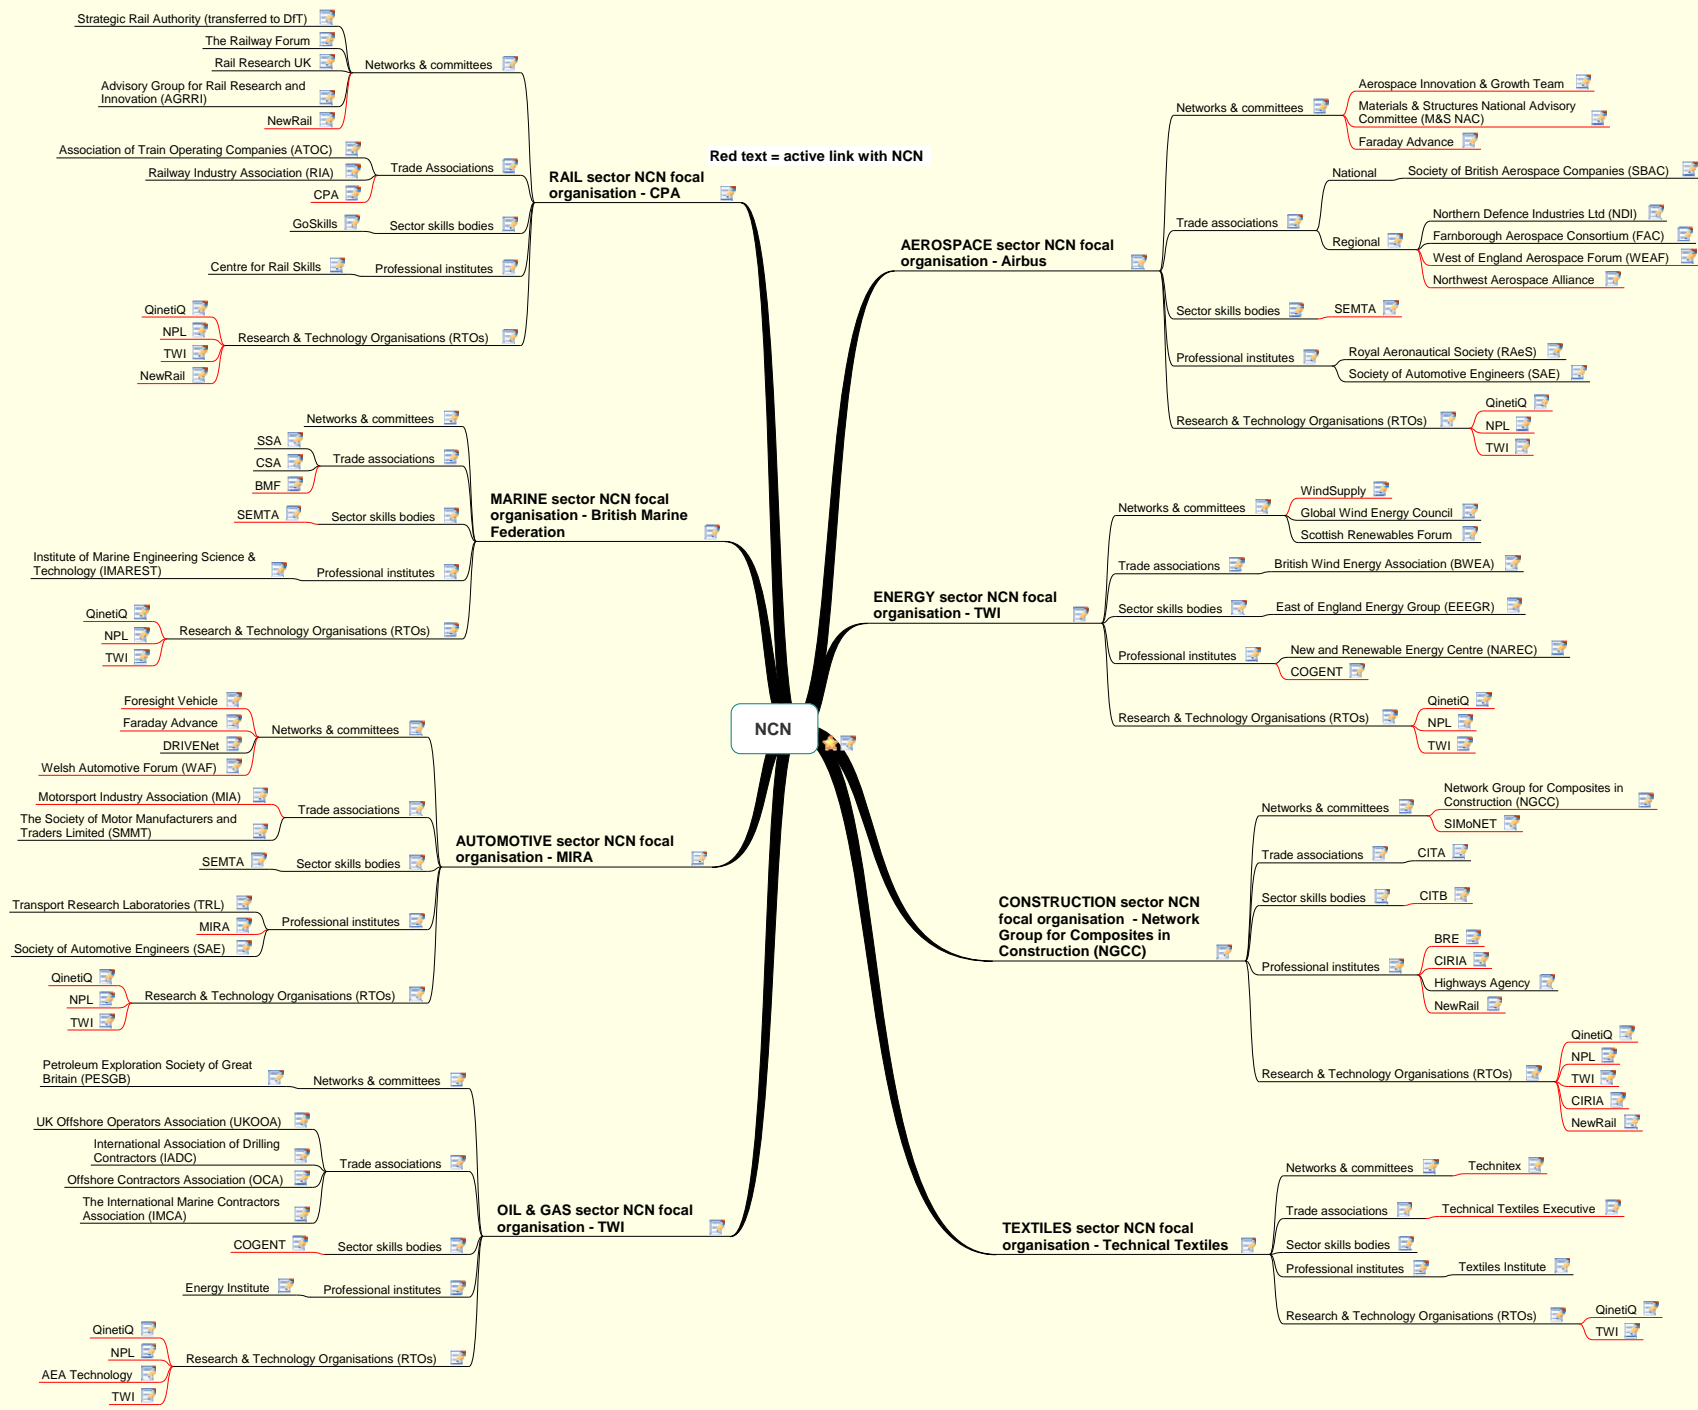 Red text = active link with NCN
NCN
RAIL sector NCN focal
organisation - CPA
Networks & committees
Strategic Rail Authority (transferred to DfT)
The Railway Forum
Rail Research UK
Advisory Group for Rail Research and
Innovation (AGRRI)
NewRail
Trade Associations
Association of Train Operating Companies (ATOC)
Railway Industry Association (RIA)
CPA
Sector skills bodies
GoSkills
Professional institutes
Centre for Rail Skills
Research & Technology Organisations (RTOs)
QinetiQ
NPL
TWI
NewRail
MARINE sector NCN focal
organisation - British Marine
Federation
Networks & committees
Trade associations
SSA
CSA
BMF
Sector skills bodies
SEMTA
Professional institutes
Institute of Marine Engineering Science &
Technology (IMAREST)
Research & Technology Organisations (RTOs)
QinetiQ
NPL
TWI
AUTOMOTIVE sector NCN focal
organisation - MIRA
Networks & committees
Foresight Vehicle
Faraday Advance
DRIVENet
Welsh Automotive Forum (WAF)
Trade associations
Motorsport Industry Association (MIA)
The Society of Motor Manufacturers and
Traders Limited (SMMT)
Sector skills bodies
SEMTA
Professional institutes
Transport Research Laboratories (TRL)
MIRA
Society of Automotive Engineers (SAE)
Research & Technology Organisations (RTOs)
QinetiQ
NPL
TWI
OIL & GAS sector NCN focal
organisation - TWI
Networks & committees
Petroleum Exploration Society of Great
Britain (PESGB)
Trade associations
UK Offshore Operators Association (UKOOA)
International Association of Drilling
Contractors (IADC)
Offshore Contractors Association (OCA)
The International Marine Contractors
Association (IMCA)
Sector skills bodies
COGENT
Professional institutes
Energy Institute
Research & Technology Organisations (RTOs)
QinetiQ
NPL
AEA Technology
TWI
AEROSPACE sector NCN focal
organisation - Airbus
Networks & committees
Aerospace Innovation & Growth Team
Materials & Structures National Advisory
Committee (M&S NAC)
Faraday Advance
Trade associations
National
Society of British Aerospace Companies (SBAC)
Regional
Northern Defence Industries Ltd (NDI)
Farnborough Aerospace Consortium (FAC)
West of England Aerospace Forum (WEAF)
Northwest Aerospace Alliance
Sector skills bodies
SEMTA
Professional institutes
Royal Aeronautical Society (RAeS)
Society of Automotive Engineers (SAE)
Research & Technology Organisations (RTOs)
QinetiQ
NPL
TWI
ENERGY sector NCN focal
organisation - TWI
Networks & committees
WindSupply
Global Wind Energy Council
Scottish Renewables Forum
Trade associations
British Wind Energy Association (BWEA)
Sector skills bodies
East of England Energy Group (EEEGR)
Professional institutes
New and Renewable Energy Centre (NAREC)
COGENT
Research & Technology Organisations (RTOs)
QinetiQ
NPL
TWI
CONSTRUCTION sector NCN
focal organisation - Network
Group for Composites in
Construction (NGCC)
Networks & committees
Network Group for Composites in
Construction (NGCC)
SIMoNET
Trade associations
CITA
Sector skills bodies
CITB
Professional institutes
BRE
CIRIA
Highways Agency
NewRail
Research & Technology Organisations (RTOs)
QinetiQ
NPL
TWI
CIRIA
NewRail
TEXTILES sector NCN focal
organisation - Technical Textiles
Networks & committees
Technitex
Trade associations
Technical Textiles Executive
Sector skills bodies
Professional institutes
Textiles Institute
Research & Technology Organisations (RTOs)
QinetiQ
TWI